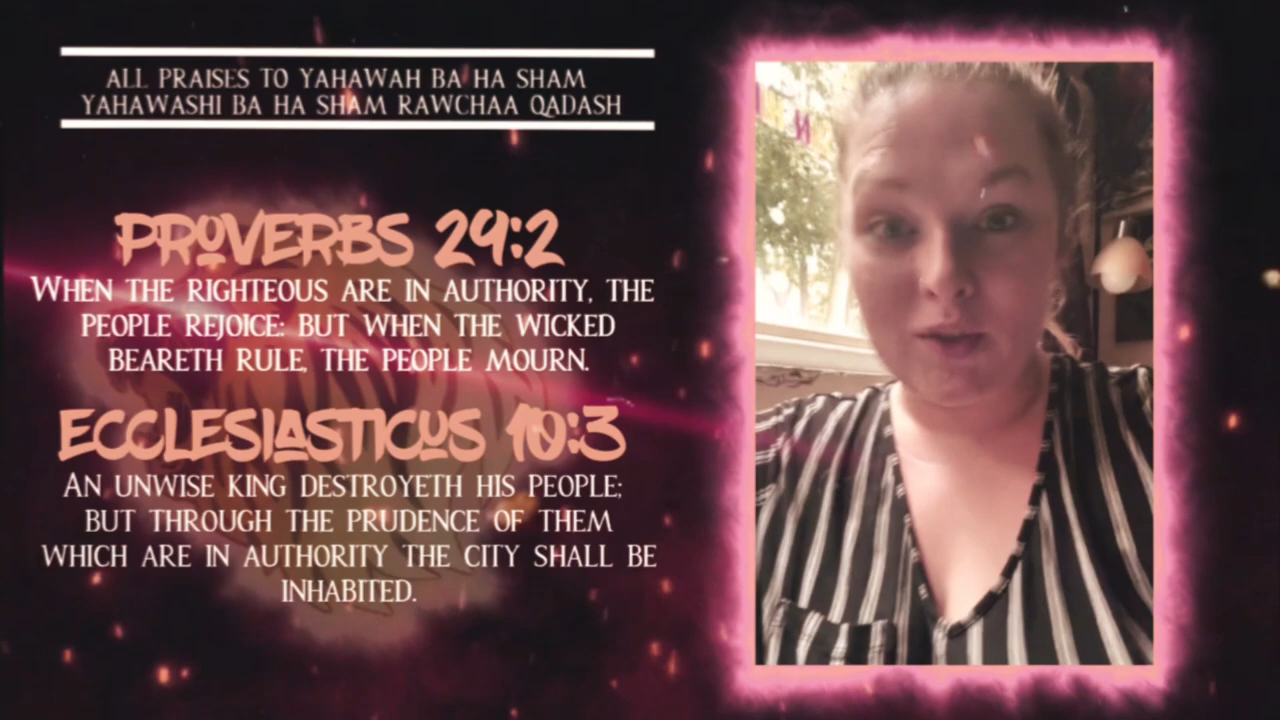 ALL PRAISES TO YAHAWAH BA HA SHAM
YAHAWASHI BA HA SHAM RAWCHAA QADASH
PROVERBS 29:2
WHEN THE RIGHTEOUS ARE IN AUTHORITY, THE
PEOPLE REJOICE: BUT WHEN THE WICKED
BEARETH RULE, THE PEOPLE MOURN.
ECCLESIASTICUS 10:3
AN UNWISE KING DESTROYETH HIS PEOPLE;
BUT THROUGH THE PRUDENCE OF THEM
WHICH ARE IN AUTHORITY THE CITY SHALL BE
INHABITED.
N